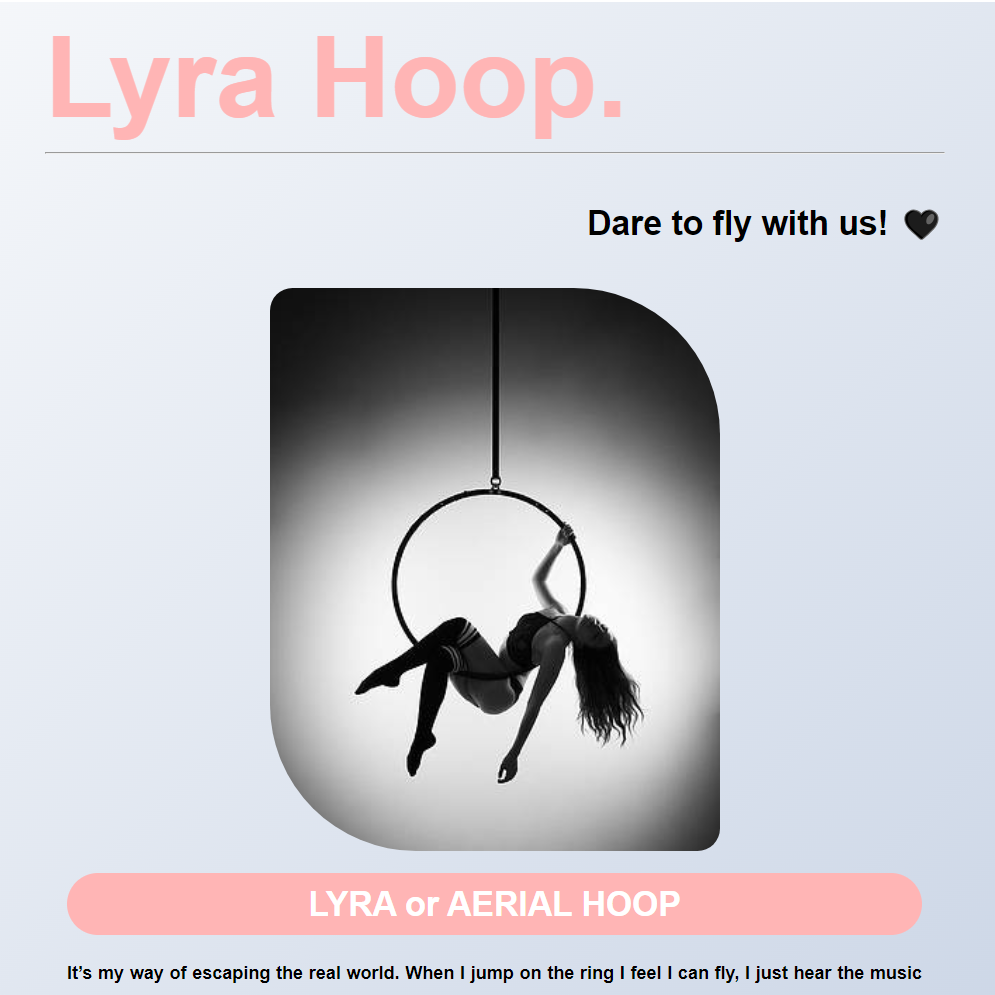 Lyra Hoop.
Dare to fly with us! 🖤
LYRA or AERIAL HOOP
It’s my way of escaping the real world. When I jump on the ring I feel I can fly, I just hear the music